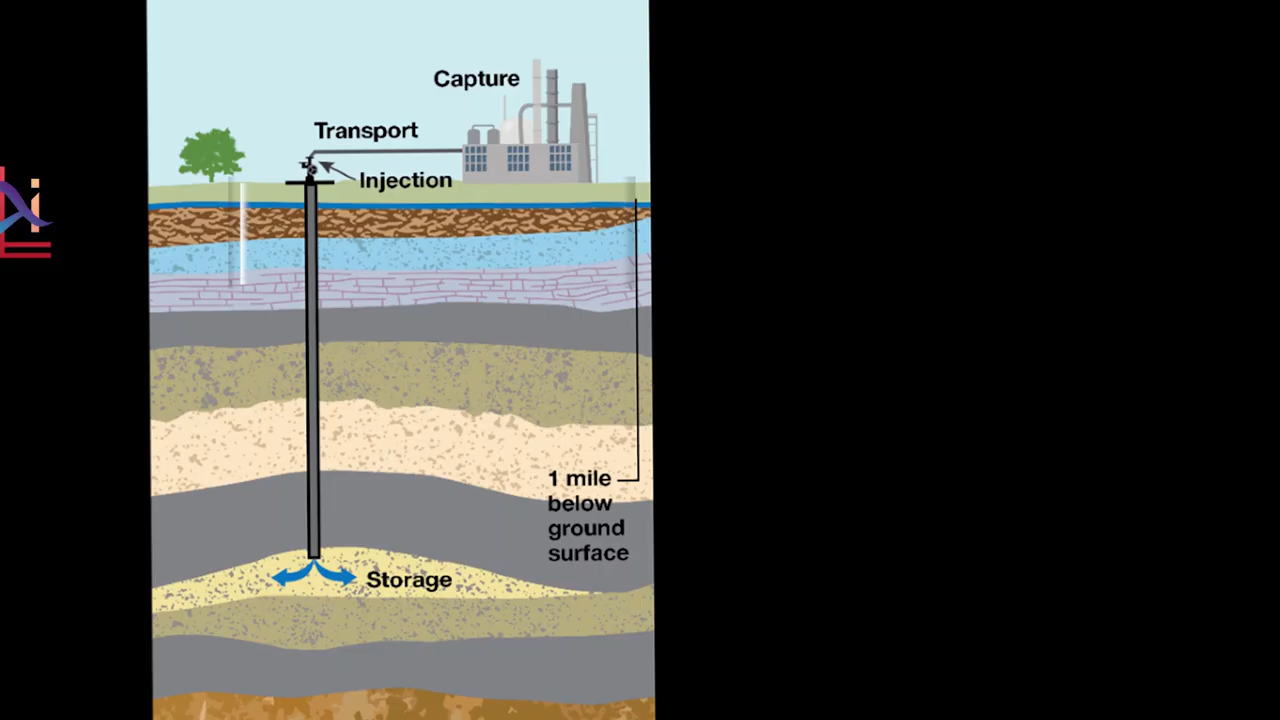 Capture
Transport
Injection
1 mile
below
ground
surface
Storage